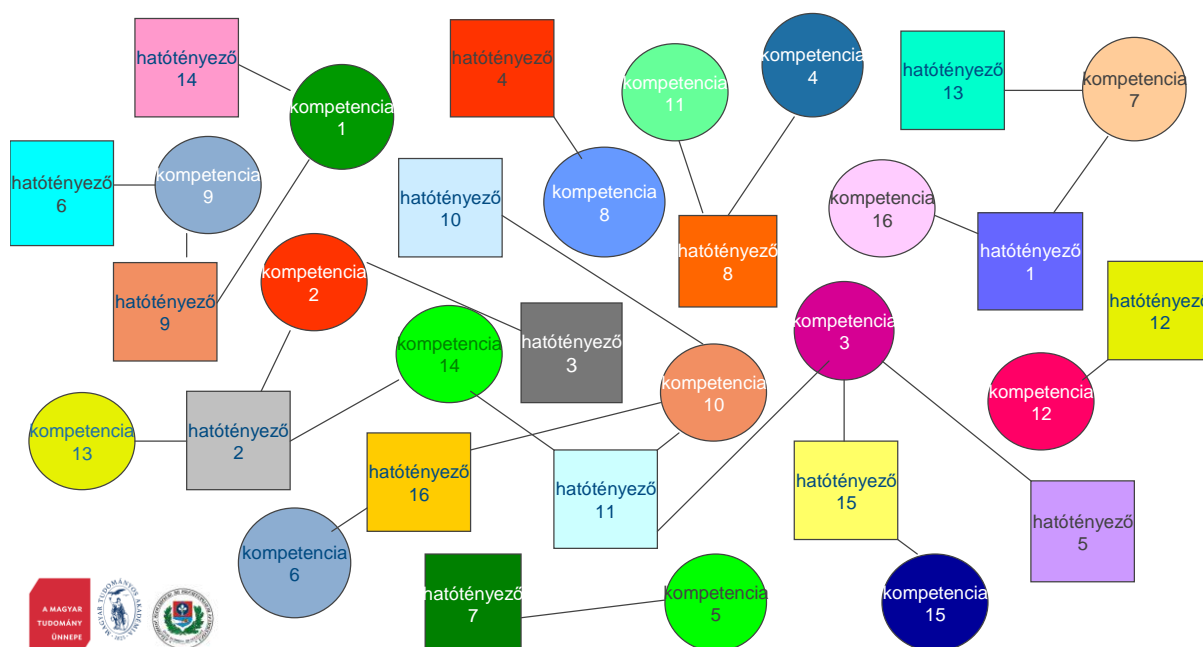 hatótényező
14
kompetencia
1
hatótényező
4
kompetencia
11
kompetencia
4
hatótényező
13
kompetencia
7
hatótényező
6
kompetencia
9
hatótényező
10
kompetencia
8
hatótényező
8
kompetencia
16
hatótényező
1
hatótényező
9
kompetencia
2
kompetencia
14
hatótényező
3
kompetencia
10
kompetencia
3
hatótényező
12
kompetencia
12
kompetencia
13
hatótényező
2
hatótényező
16
hatótényező
11
hatótényező
15
hatótényező
5
kompetencia
6
hatótényező
7
kompetencia
5
kompetencia
15
A MAGYAR
TUDOMÁNY
ÜNNEPE
MAGYAR TUDOMÁNYOS AKADÉMIA